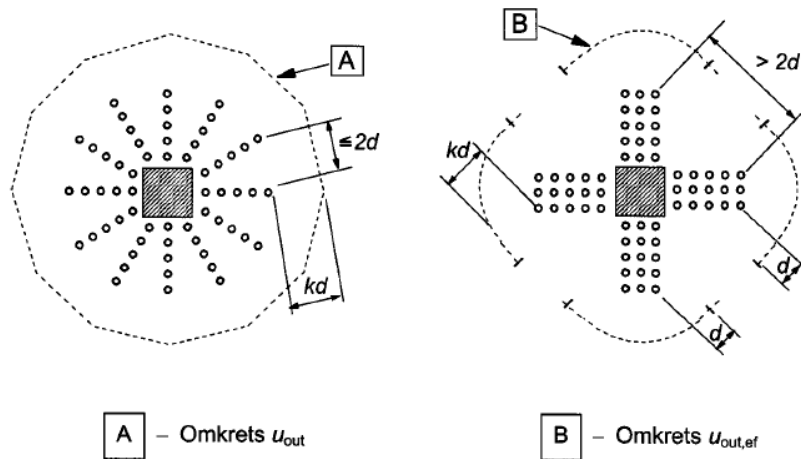 A
≦2d
kd
B
> 2d
kd
d
d
A – Omkrets u_out
B – Omkrets u_out,ef